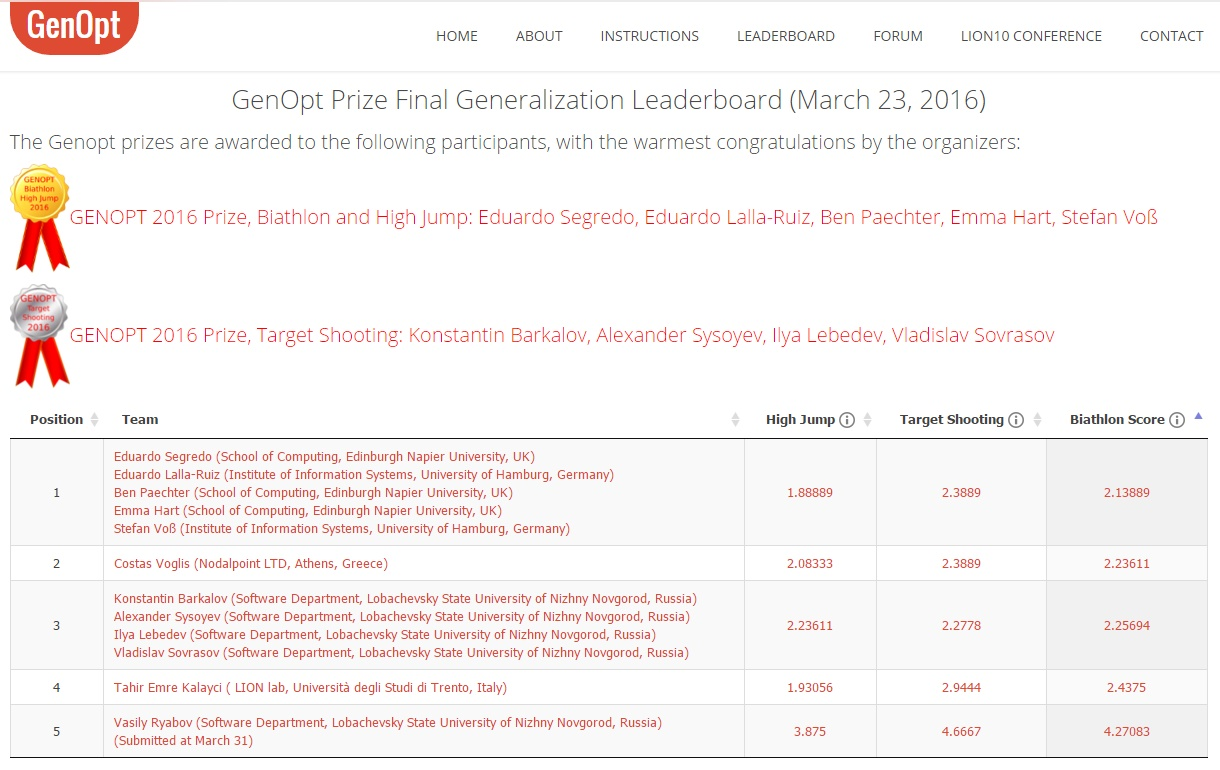 GenOpt
HOME ABOUT INSTRUCTIONS LEADERBOARD FORUM LION10 CONFERENCE CONTACT
GenOpt Prize Final Generalization Leaderboard (March 23, 2016)
The Genopt prizes are awarded to the following participants, with the warmest congratulations by the organizers:
GENOPT
Biathlon
High Jump
2016
GENOPT 2016 Prize, Biathlon and High Jump: Eduardo Segredo, Eduardo Lalla-Ruiz, Ben Paechter, Emma Hart, Stefan Voß
GENOPT
Target
Shooting
2016
GENOPT 2016 Prize, Target Shooting: Konstantin Barkalov, Alexander Sysoyev, Ilya Lebedev, Vladislav Sovrasov
Position Team High Jump Target Shooting Biathlon Score
Eduardo Segredo (School of Computing, Edinburgh Napier University, UK)
Eduardo Lalla-Ruiz (Institute of Information Systems, University of Hamburg, Germany)
1 Ben Paechter (School of Computing, Edinburgh Napier University, UK) 1.88889 2.3889 2.13889
Emma Hart (School of Computing, Edinburgh Napier University, UK)
Stefan Voß (Institute of Information Systems, University of Hamburg, Germany)
2 Costas Voglis (Nodalpoint LTD, Athens, Greece) 2.08333 2.3889 2.23611
Konstantin Barkalov (Software Department, Lobachevsky State University of Nizhny Novgorod, Russia)
Alexander Sysoyev (Software Department, Lobachevsky State University of Nizhny Novgorod, Russia)
3 2.23611 2.2778 2.25694
Ilya Lebedev (Software Department, Lobachevsky State University of Nizhny Novgorod, Russia)
Vladislav Sovrasov (Software Department, Lobachevsky State University of Nizhny Novgorod, Russia)
4 Tahir Emre Kalayci ( LION lab, Università degli Studi di Trento, Italy) 1.93056 2.9444 2.4375
Vasily Ryabov (Software Department, Lobachevsky State University of Nizhny Novgorod, Russia)
5 3.875 4.6667 4.27083
(Submitted at March 31)